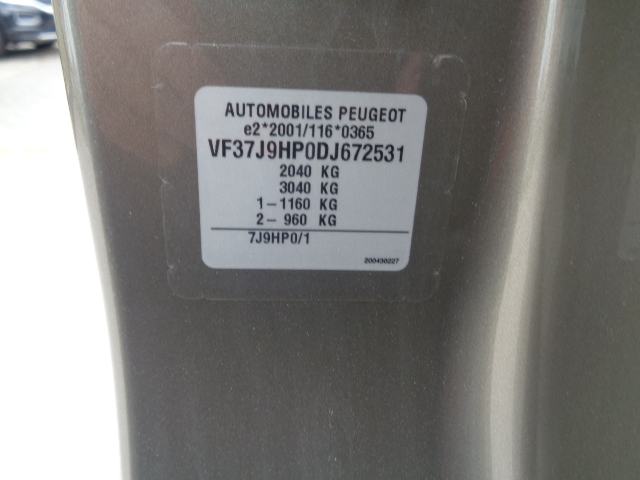 AUTOMOBILES PEUGEOT
e2*2001/116*0365
VF37J9HP0DJ672531
2040 KG
3040 KG
1-1160 KG
2- 960 KG
7J9HP0/1
200430227